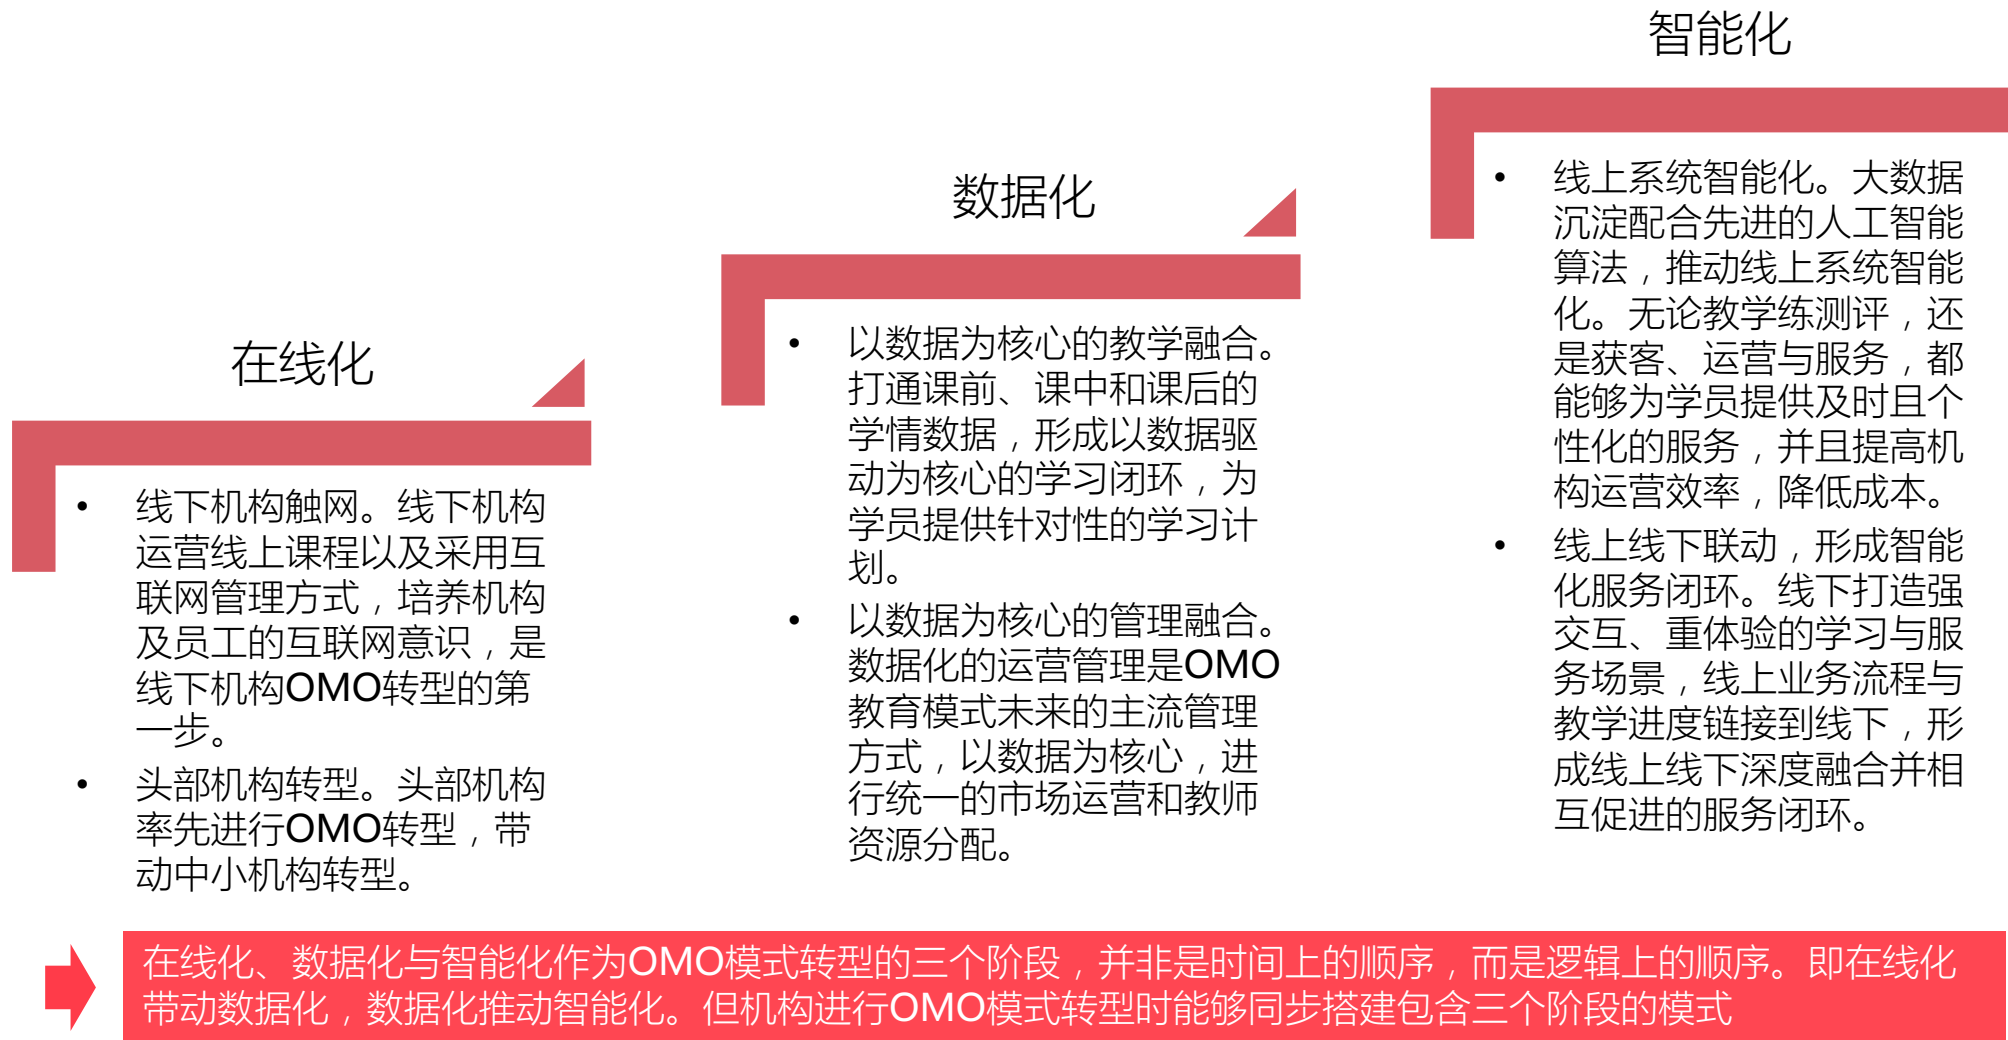 在线化
• 线下机构触网。线下机构
运营线上课程以及采用互
联网管理方式，培养机构
及员工的互联网意识，是
线下机构OMO转型的第
一步。
• 头部机构转型。头部机构
率先进行OMO转型，带
动中小机构转型。
数据化
• 以数据为核心的教学融合。
打通课前、课中和课后的
学情数据，形成以数据驱
动为核心的学习闭环，为
学员提供针对性的学习计
划。
• 以数据为核心的管理融合。
数据化的运营管理是OMO
教育模式未来的主流管理
方式，以数据为核心，进
行统一的市场运营和教师
资源分配。
智能化
• 线上系统智能化。大数据
沉淀配合先进的人工智能
算法，推动线上系统智能
化。无论教学练测评，还
是获客、运营与服务，都
能够为学员提供及时且个
性化的服务，并且提高机
构运营效率，降低成本。
• 线上线下联动，形成智能
化服务闭环。线下打造强
交互、重体验的学习与服
务场景，线上业务流程与
教学进度链接到线下，形
成线上线下深度融合并相
互促进的服务闭环。
在线化、数据化与智能化作为OMO模式转型的三个阶段，并非是时间上的顺序，而是逻辑上的顺序。即在线化
带动数据化，数据化推动智能化。但机构进行OMO模式转型时能够同步搭建包含三个阶段的模式